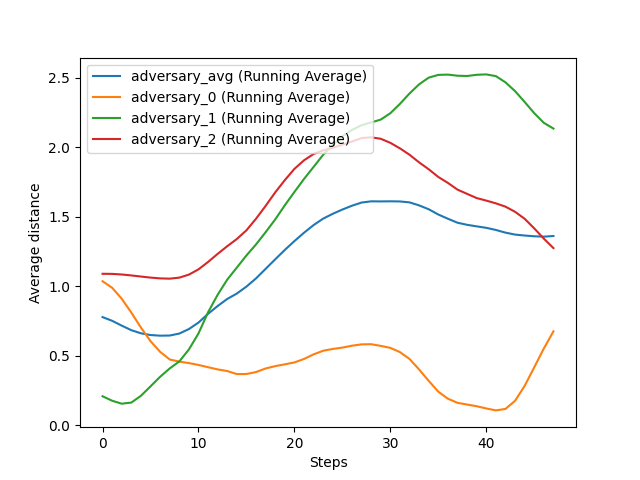 adversary_avg (Running Average)
adversary_0 (Running Average)
adversary_1 (Running Average)
adversary_2 (Running Average)
2.5
2.0
1.5
1.0
0.5
0.0
Average distance
0 10 20 30 40
Steps